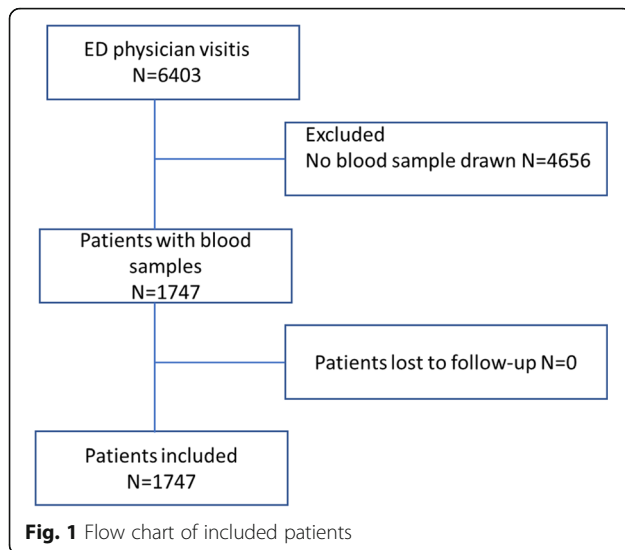 ED physician visitis
N=6403
Excluded
No blood sample drawn N=4656
Patients with blood
samples
N=1747
Patients lost to follow-up N=0
Patients included
N=1747
Fig. 1 Flow chart of included patients